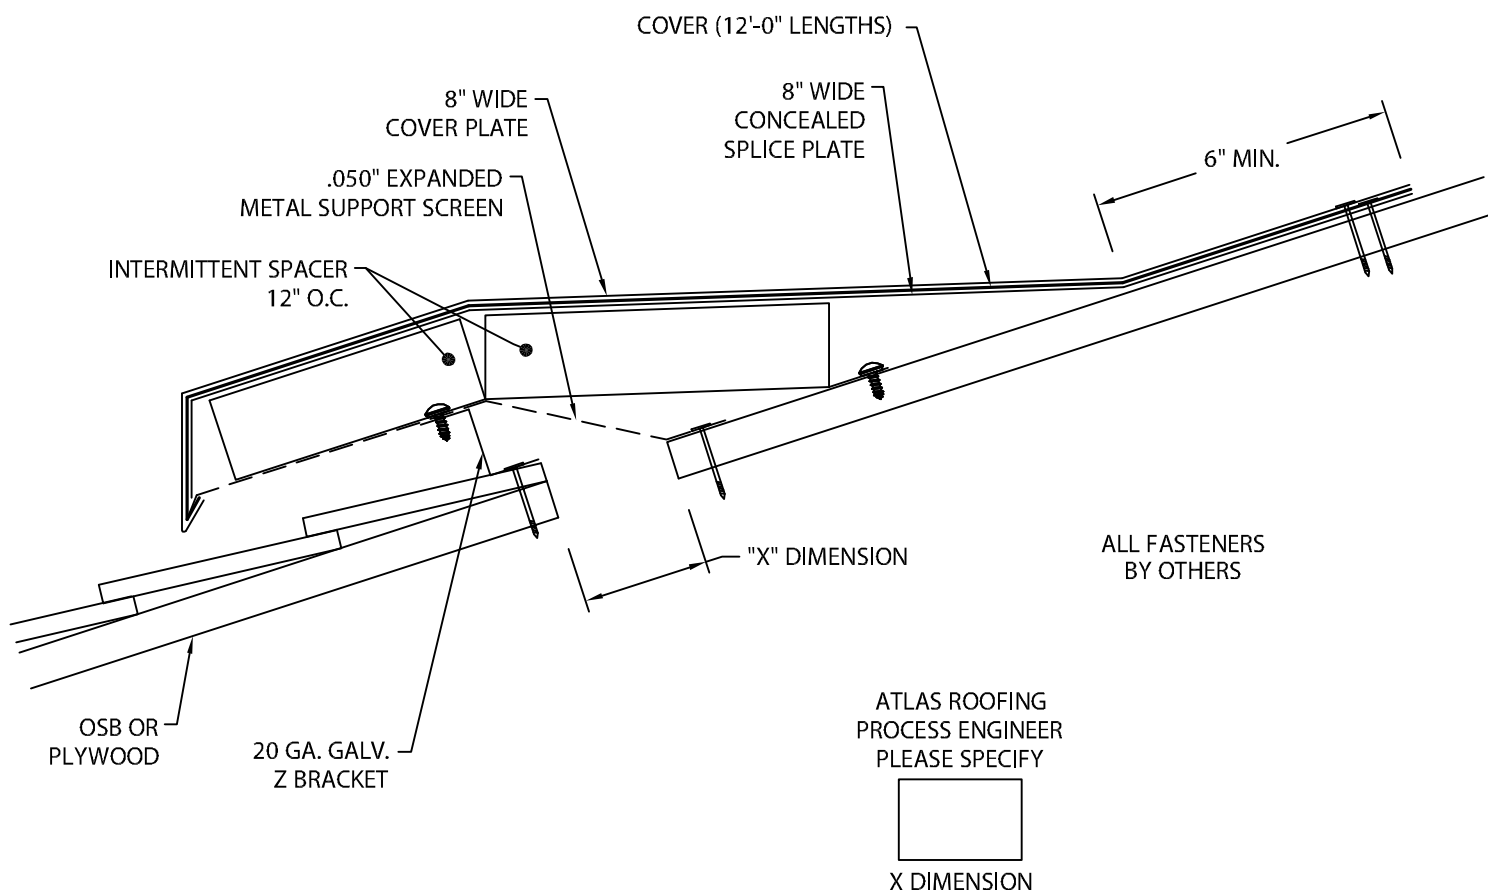 COVER (12'-0" LENGTHS)
8" WIDE
COVER PLATE
8" WIDE
CONCEALED
SPLICE PLATE
6" MIN.
.050" EXPANDED
METAL SUPPORT SCREEN
INTERMITTENT SPACER
12" O.C.
"X" DIMENSION
ALL FASTENERS
BY OTHERS
OSB OR
PLYWOOD
20 GA. GALV.
Z BRACKET
ATLAS ROOFING
PROCESS ENGINEER
PLEASE SPECIFY
X DIMENSION